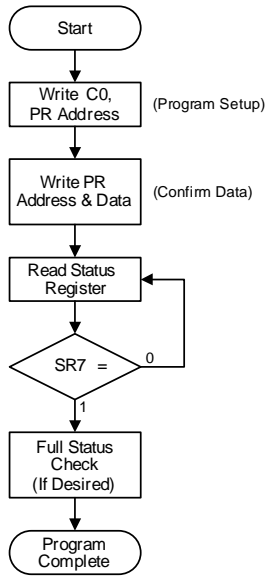 Start
Write C0,
PR Address
(Program Setup)
Write PR
Address & Data
(Confirm Data)
Read Status
Register
SR7 =
0
1
Full Status
Check
(If Desired)
Program
Complete